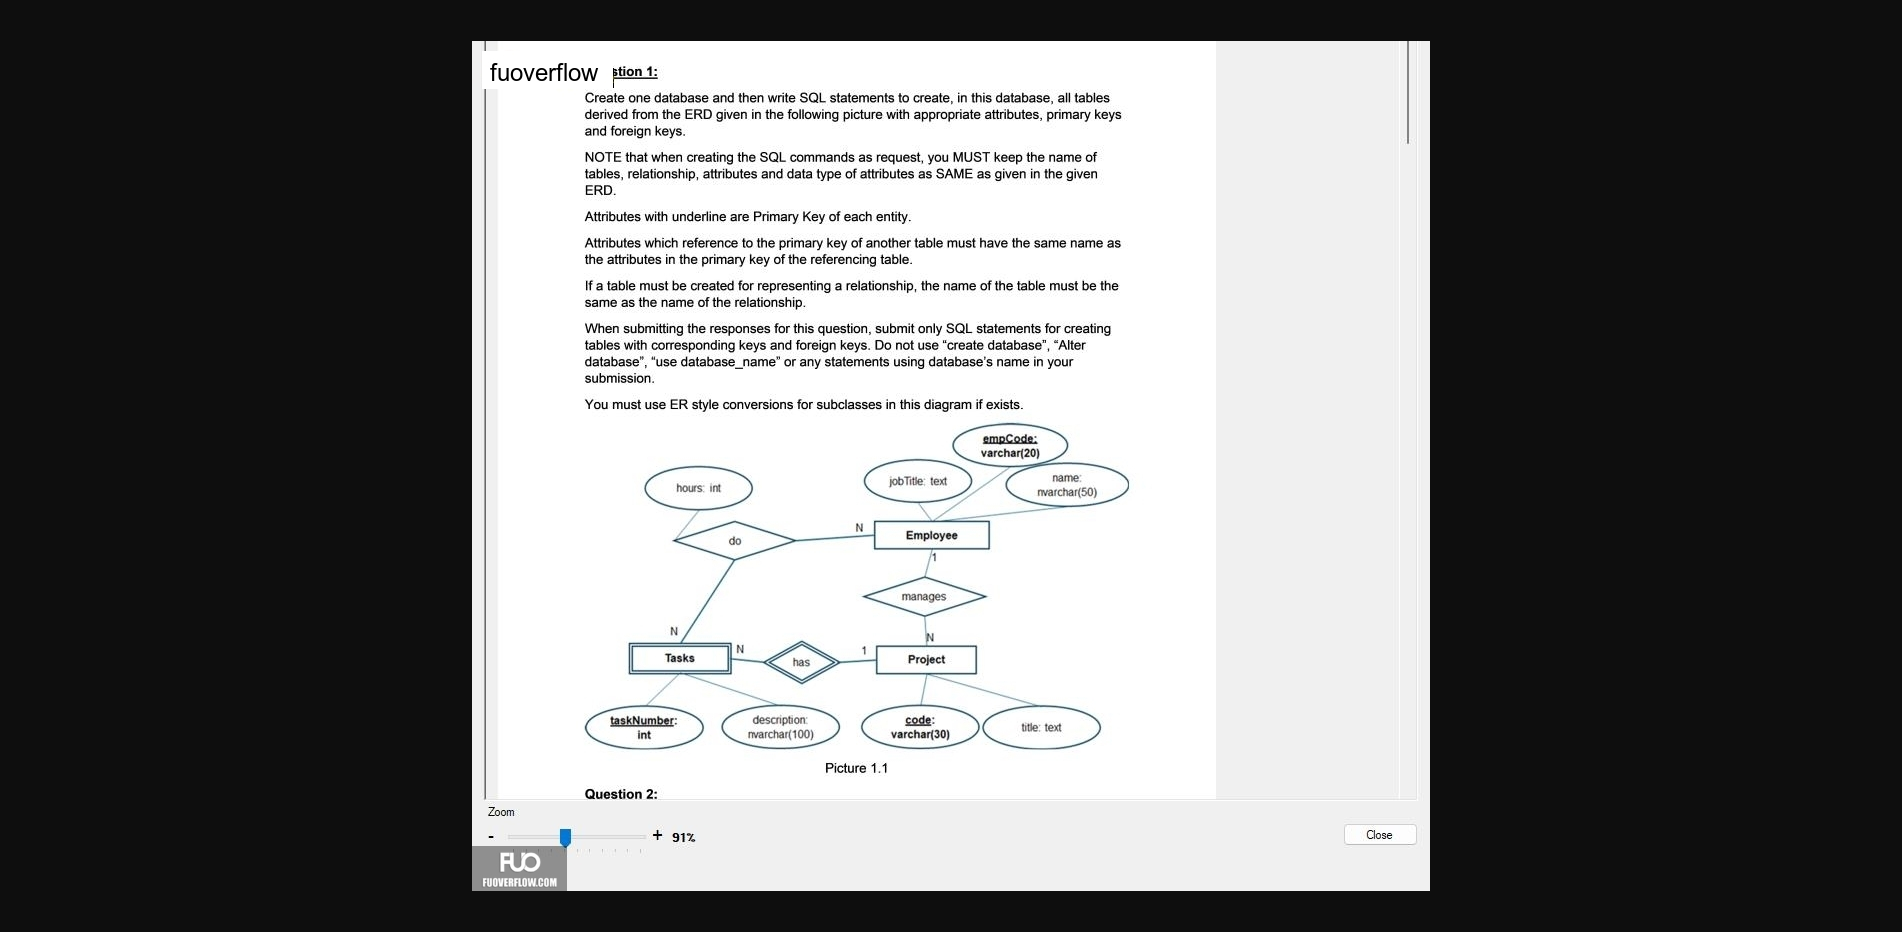 fuoverflow
stion 1:
Create one database and then write SQL statements to create, in this database, all tables
derived from the ERD given in the following picture with appropriate attributes, primary keys
and foreign keys.
NOTE that when creating the SQL commands as request, you MUST keep the name of
tables, relationship, attributes and data type of attributes as SAME as given in the given
ERD.
Attributes with underline are Primary Key of each entity.
Attributes which reference to the primary key of another table must have the same name as
the attributes in the primary key of the referencing table.
If a table must be created for representing a relationship, the name of the table must be the
same as the name of the relationship.
When submitting the responses for this question, submit only SQL statements for creating
tables with corresponding keys and foreign keys. Do not use “create database”, “Alter
database”, “use database_name” or any statements using database’s name in your
submission.
You must use ER style conversions for subclasses in this diagram if exists.
empCode:
varchar(20)
hours: int
jobTitle: text
name:
nvarchar(50)
do
N
Employee
1
manages
N
N
Tasks
N
has
1
Project
taskNumber:
int
description:
nvarchar(100)
code:
varchar(30)
title: text
Picture 1.1
Question 2:
Zoom
- + 91%
Close
FUO
FUOVERFLOW.COM